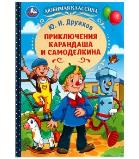 ЛЮБИМАЯ КЛАССИКА
Ю. И. Дружков
ПРИКЛЮЧЕНИЯ
КАРАНДАША
И САМОДЕЛКИНА